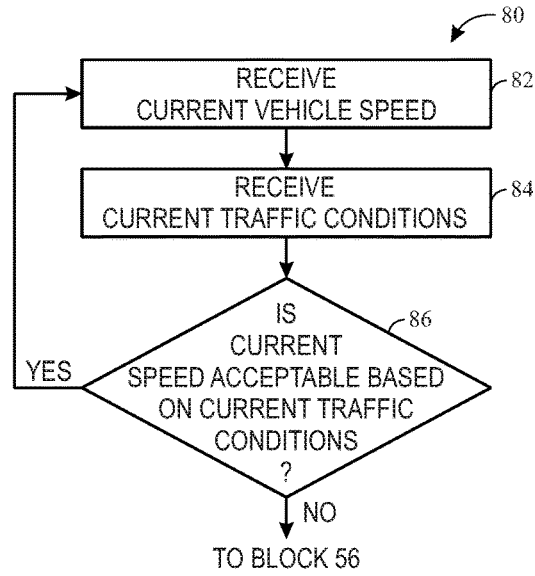 80
RECEIVE
CURRENT VEHICLE SPEED
82
RECEIVE
CURRENT TRAFFIC CONDITIONS
84
IS
CURRENT
SPEED ACCEPTABLE BASED
ON CURRENT TRAFFIC
CONDITIONS
?
86
YES
NO
TO BLOCK 56